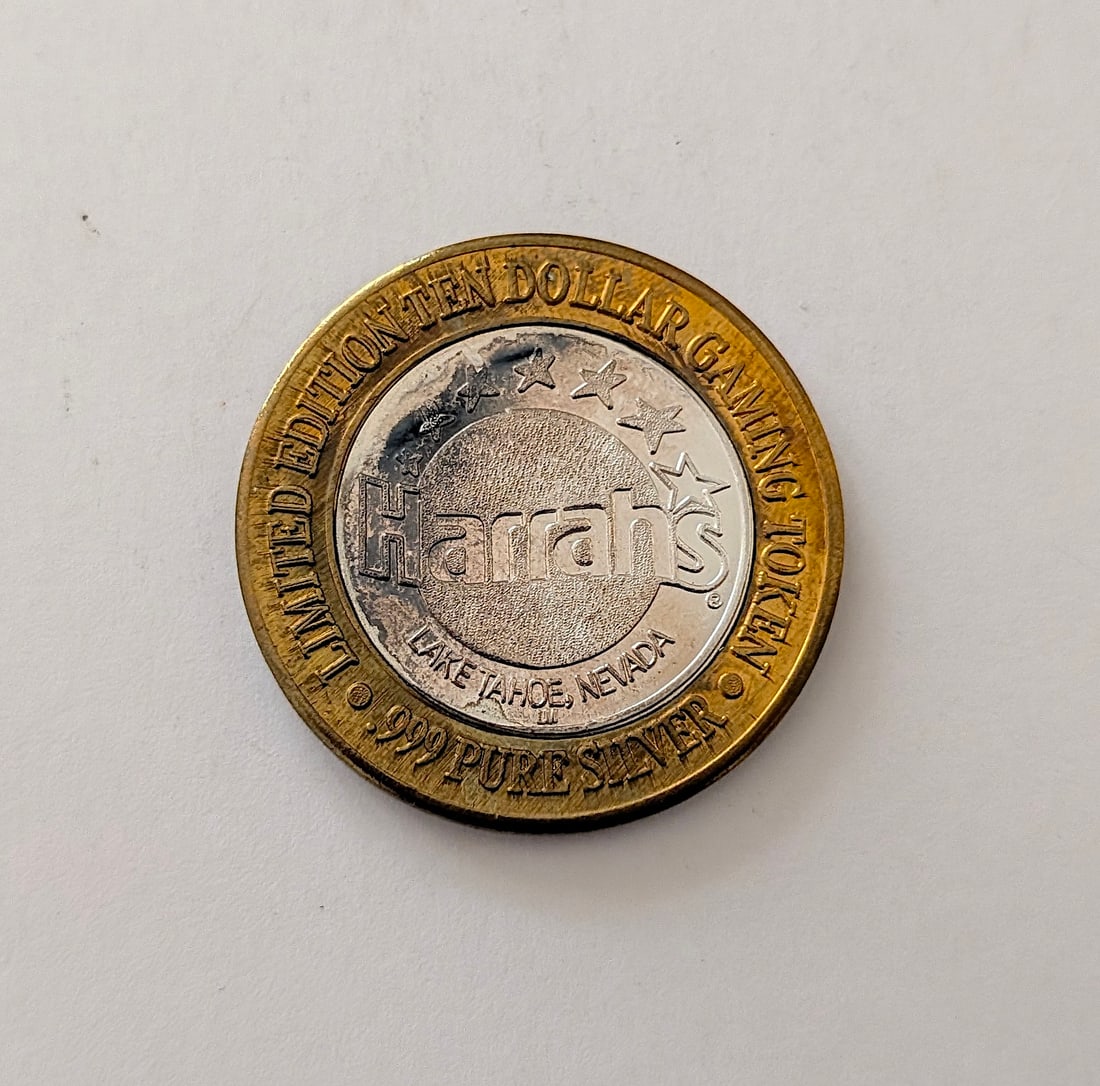 LIMITED EDITION TEN DOLLAR GAMING TOKEN
Harrah's
®
LAKE TAHOE, NEVADA
• .999 PURE SILVER •